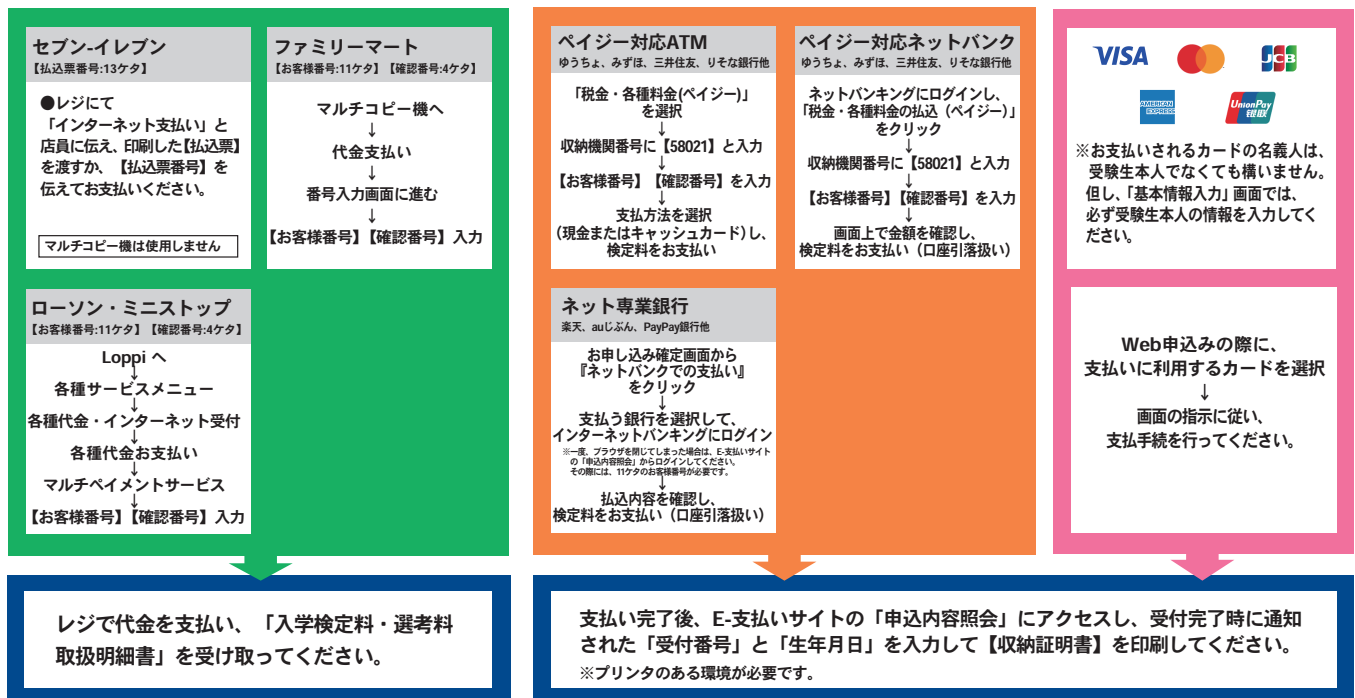 セブン-イレブン
【払込票番号:13ケタ】
●レジにて
「インターネット支払い」と
店員に伝え、印刷した【払込票】
を渡すか、【払込票番号】を
伝えてお支払いください。
マルチコピー機は使用しません
ファミリーマート
【お客様番号:11ケタ】【確認番号:4ケタ】
マルチコピー機へ
↓
代金支払い
↓
番号入力画面に進む
↓
【お客様番号】【確認番号】入力
ローソン・ミニストップ
【お客様番号:11ケタ】【確認番号:4ケタ】
Loppi へ
↓
各種サービスメニュー
↓
各種代金・インターネット受付
↓
各種代金お支払い
↓
マルチペイメントサービス
↓
【お客様番号】【確認番号】入力
ペイジー対応ATM
ゆうちょ、みずほ、三井住友、りそな銀行他
「税金・各種料金(ペイジー)」
を選択
↓
収納機関番号に【58021】と入力
↓
【お客様番号】【確認番号】を入力
↓
支払方法を選択
(現金またはキャッシュカード)し、
検定料をお支払い
ペイジー対応ネットバンク
ゆうちょ、みずほ、三井住友、りそな銀行他
ネットバンキングにログインし、
「税金・各種料金の払込(ペイジー)」
をクリック
↓
収納機関番号に【58021】と入力
↓
【お客様番号】【確認番号】を入力
↓
画面上で金額を確認し、
検定料をお支払い(口座引落扱い)
ネット専業銀行
楽天、auじぶん、PayPay銀行他
お申し込み確定画面から
『ネットバンクでの支払い』
をクリック
↓
支払う銀行を選択して、
インターネットバンキングにログイン
※一度、ブラウザを閉じてしまった場合は、E-支払いサイト
の「申込内容照会」からログインしてください。
その際には、11ケタのお客様番号が必要です。
↓
払込内容を確認し、
検定料をお支払い(口座引落扱い)
VISA
JCB
AMERICAN
EXPRESS
UnionPay
银联
※お支払いされるカードの名義人は、
受験生本人でなくても構いません。
但し、「基本情報入力」画面では、
必ず受験生本人の情報を入力してく
ださい。
Web申込みの際に、
支払いに利用するカードを選択
↓
画面の指示に従い、
支払手続を行ってください。
レジで代金を支払い、「入学検定料・選考料
取扱明細書」を受け取ってください。
支払い完了後、E-支払いサイトの「申込内容照会」にアクセスし、受付完了時に通知
された「受付番号」と「生年月日」を入力して【収納証明書】を印刷してください。
※プリンタのある環境が必要です。